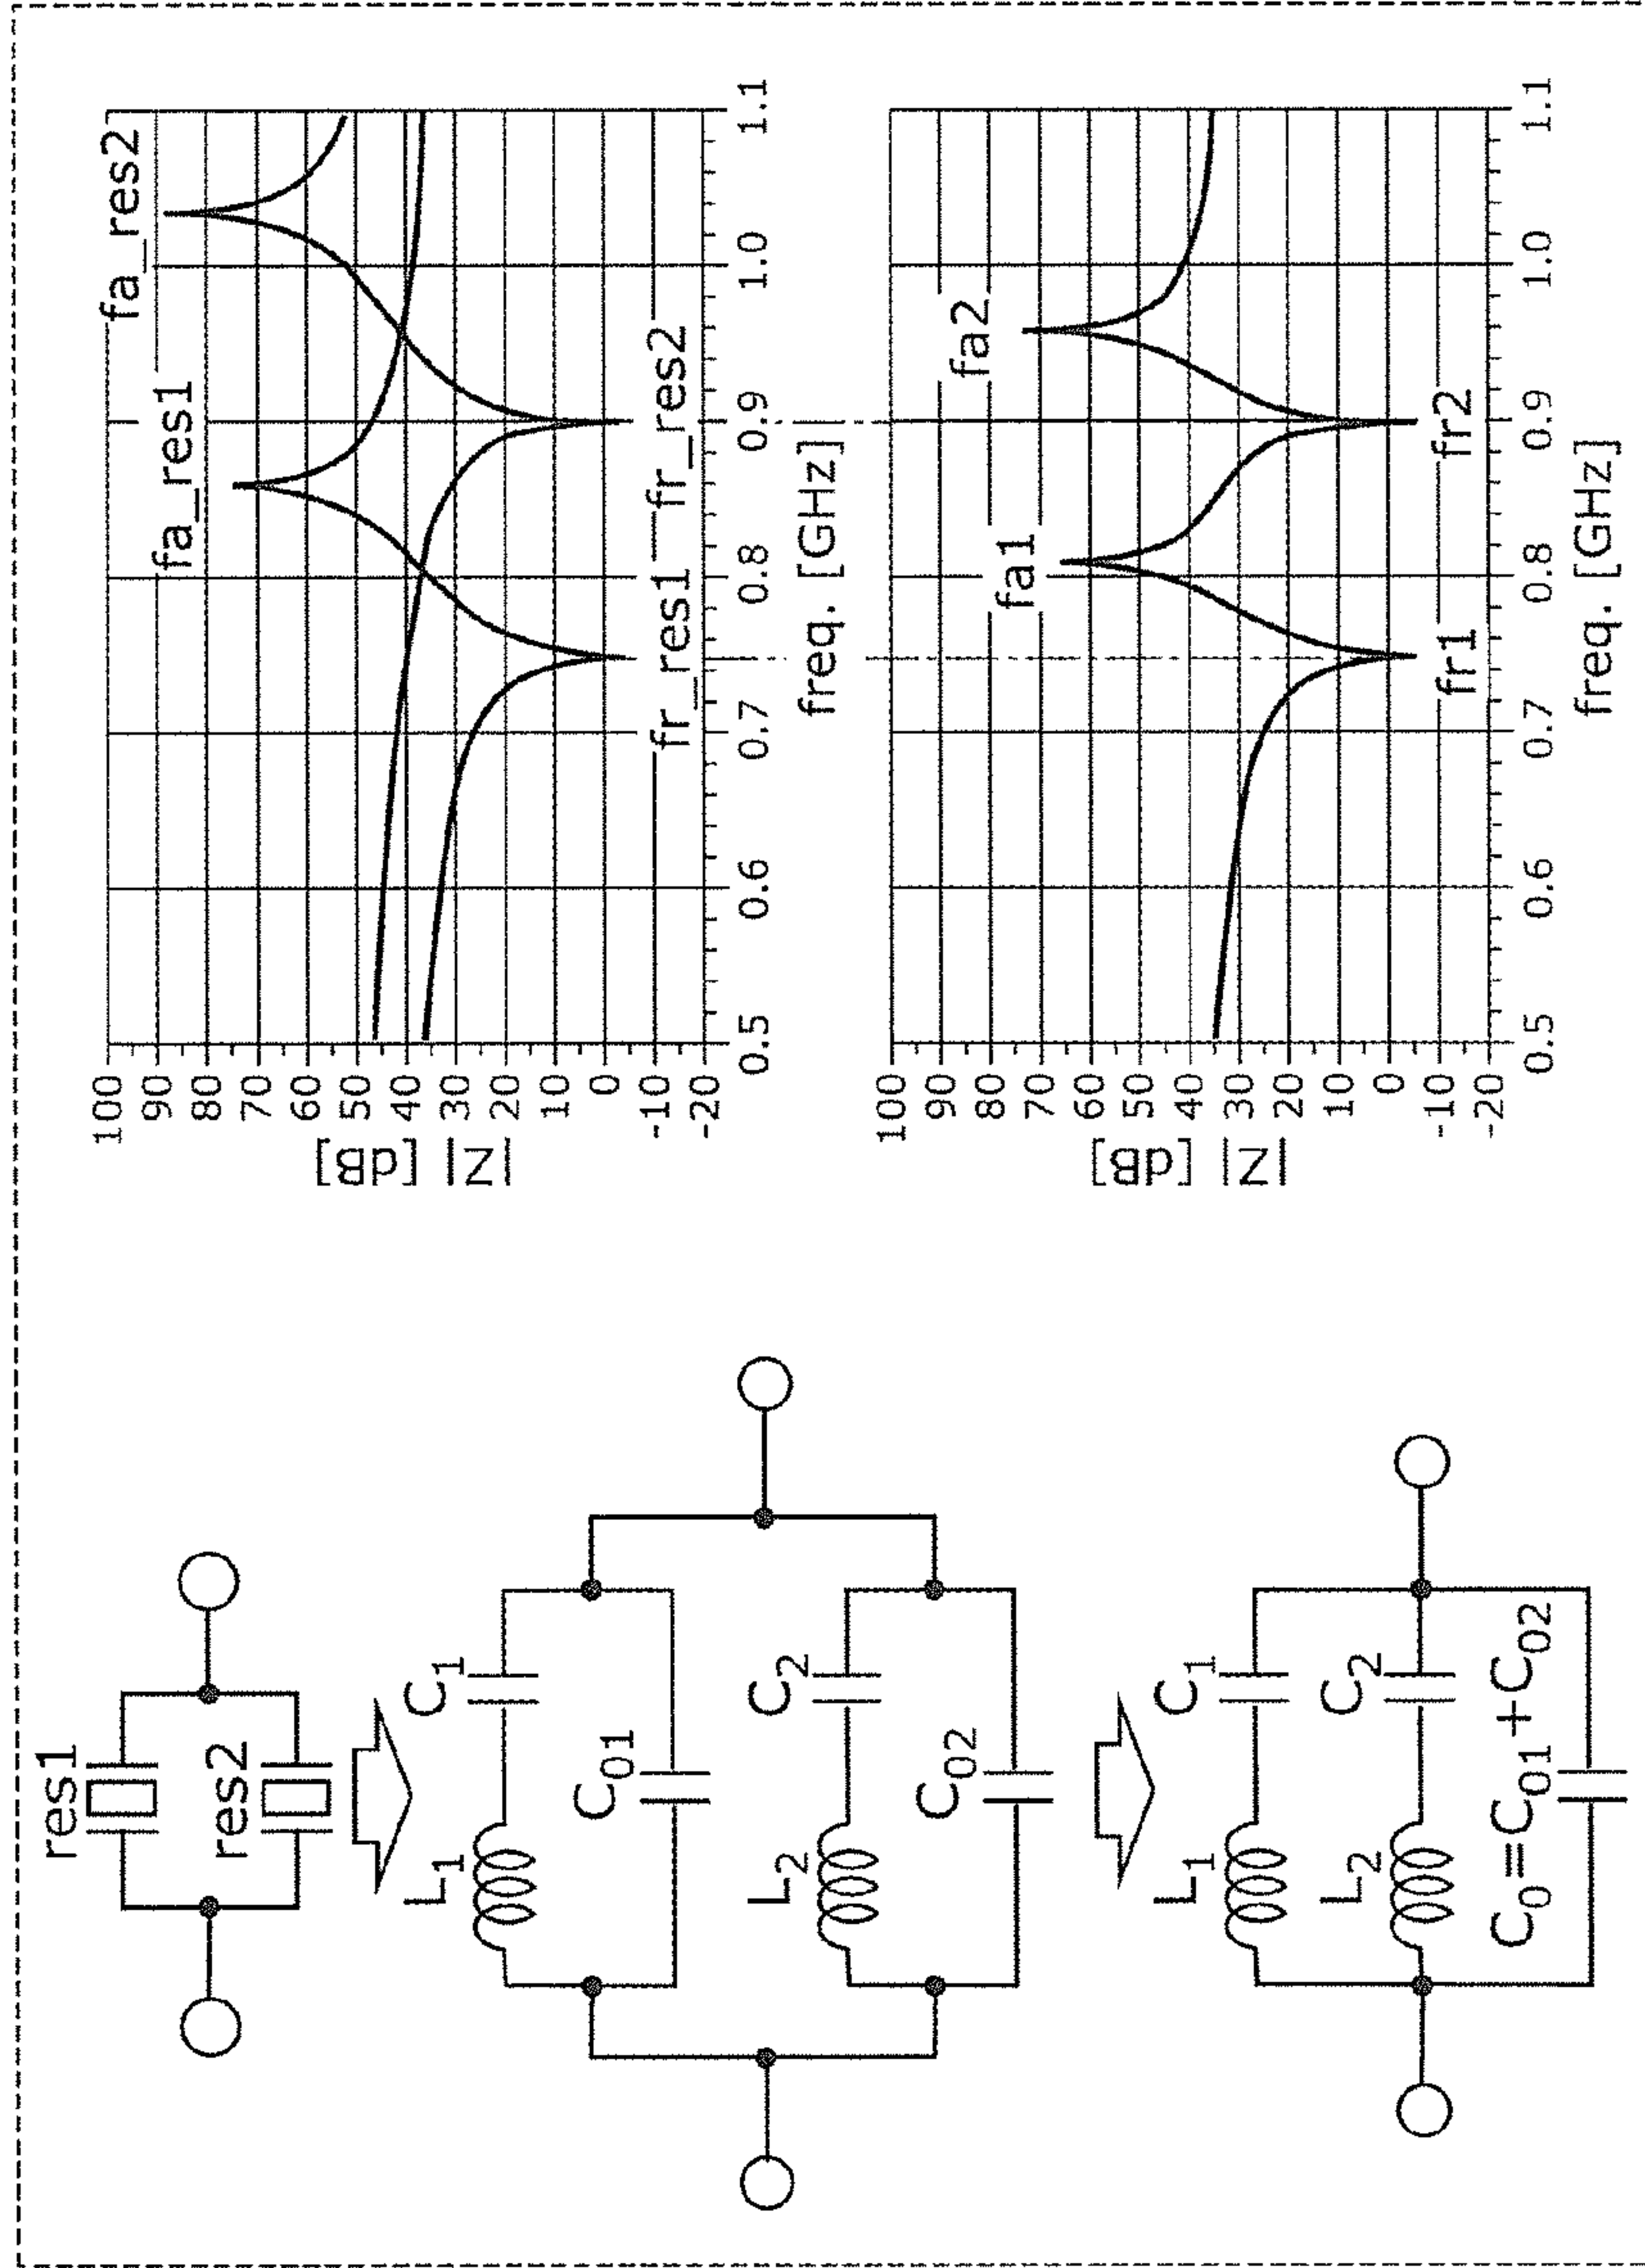 res1
res2
L1
C1
C01
L2
C2
C02
L1
C1
L2
C2
C0=C01+C02
fa_res2
fa_res1
|Z| [dB]
100
90
80
70
60
50
40
30
20
10
0
-10
-20
fr_res1
fr_res2
0.5
0.6
0.7
0.8
0.9
1.0
1.1
freq. [GHz]
fa2
fa1
|Z| [dB]
100
90
80
70
60
50
40
30
20
10
0
-10
-20
fr1
fr2
0.5
0.6
0.7
0.8
0.9
1.0
1.1
freq. [GHz]